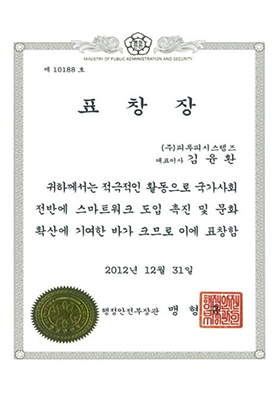 MINISTRY OF PUBLIC ADMINISTRATION AND SECURITY
제 10188 호
표 창 장
(주)피투피시스템즈
대표이사 김 윤 환
귀하께서는 적극적인 활동으로 국가사회
전반에 스마트워크 도입 촉진 및 문화
확산에 기여한 바가 크므로 이에 표창함
2012년 12월 31일
행정안전부장관 맹 형